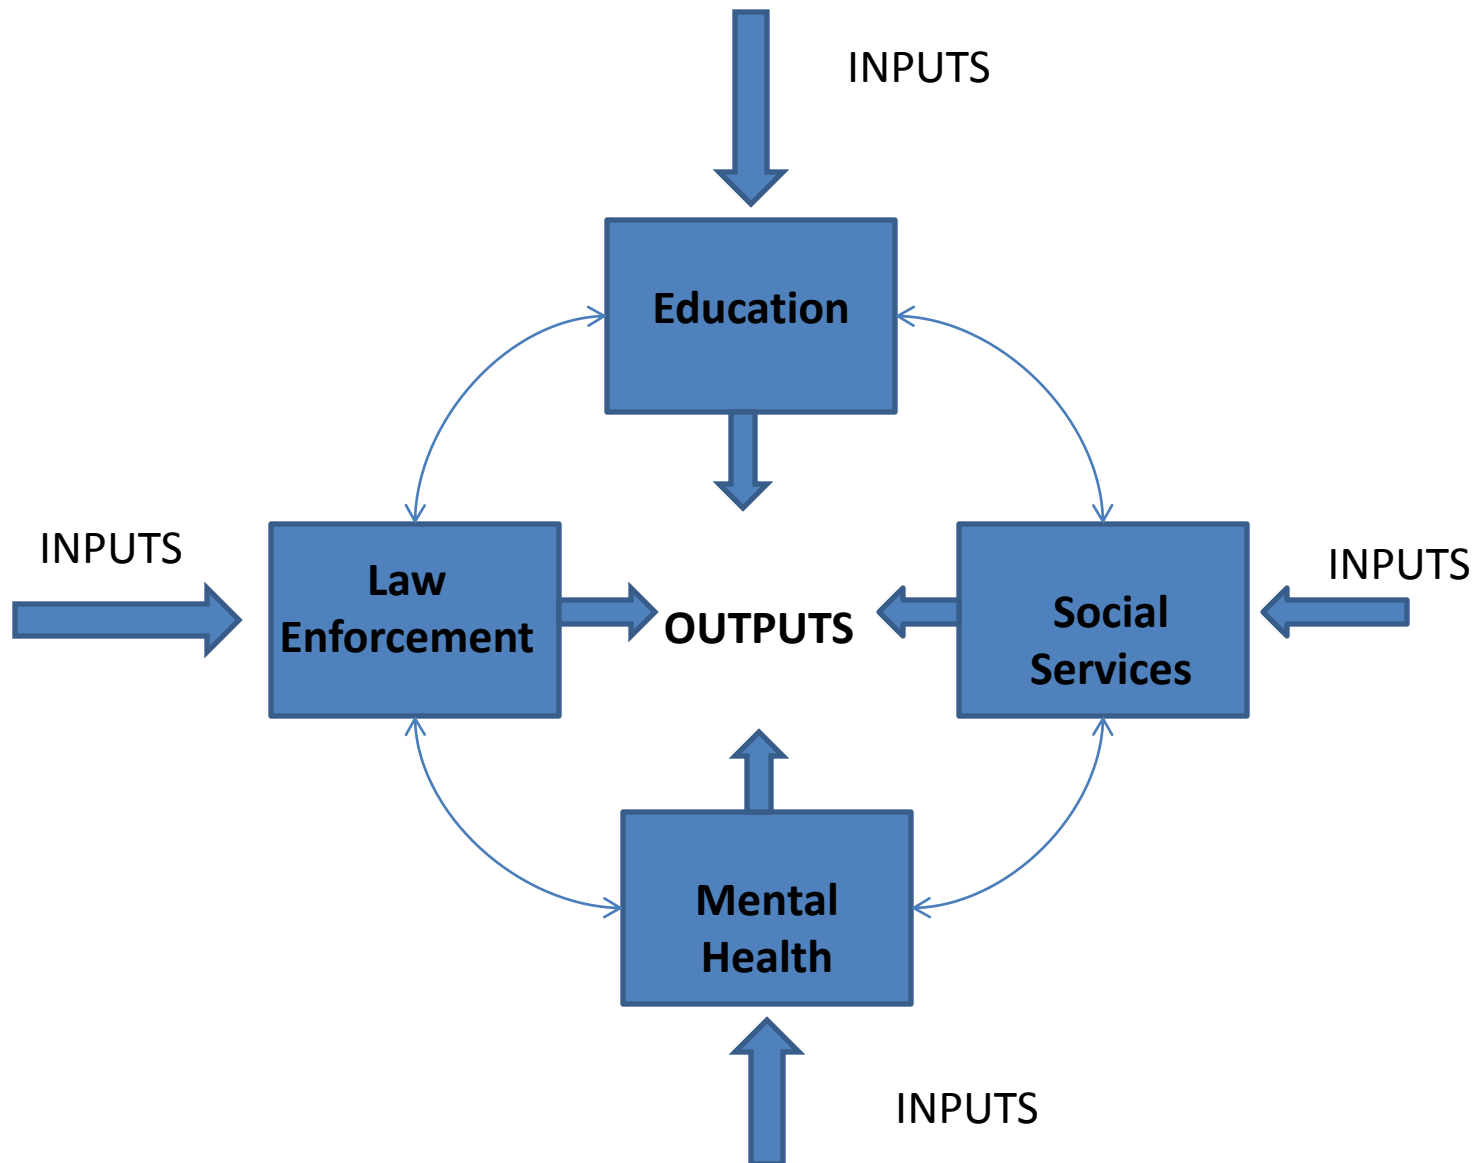 INPUTS
Education
INPUTS
Law
Enforcement
OUTPUTS
Social
Services
INPUTS
Mental
Health
INPUTS